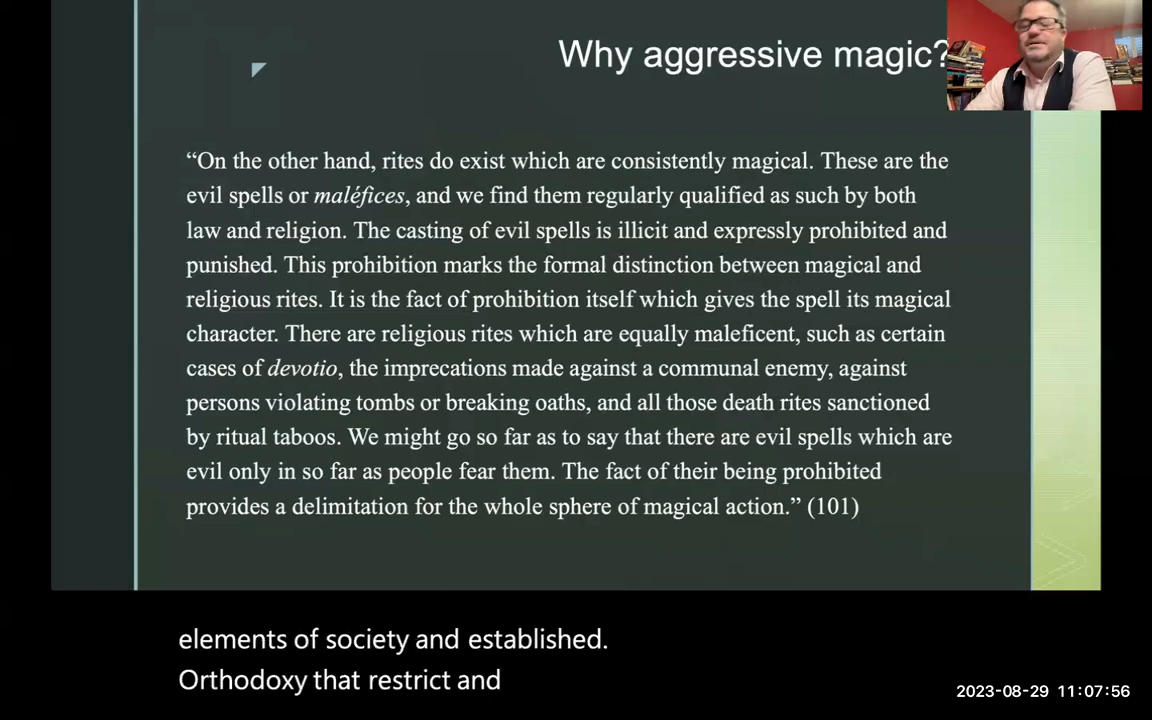 Why aggressive magic?
“On the other hand, rites do exist which are consistently magical. These are the
evil spells or maléfices, and we find them regularly qualified as such by both
law and religion. The casting of evil spells is illicit and expressly prohibited and
punished. This prohibition marks the formal distinction between magical and
religious rites. It is the fact of prohibition itself which gives the spell its magical
character. There are religious rites which are equally maleficent, such as certain
cases of devotio, the imprecations made against a communal enemy, against
persons violating tombs or breaking oaths, and all those death rites sanctioned
by ritual taboos. We might go so far as to say that there are evil spells which are
evil only in so far as people fear them. The fact of their being prohibited
provides a delimitation for the whole sphere of magical action.” (101)
elements of society and established.
Orthodoxy that restrict and
2023-08-29 11:07:56